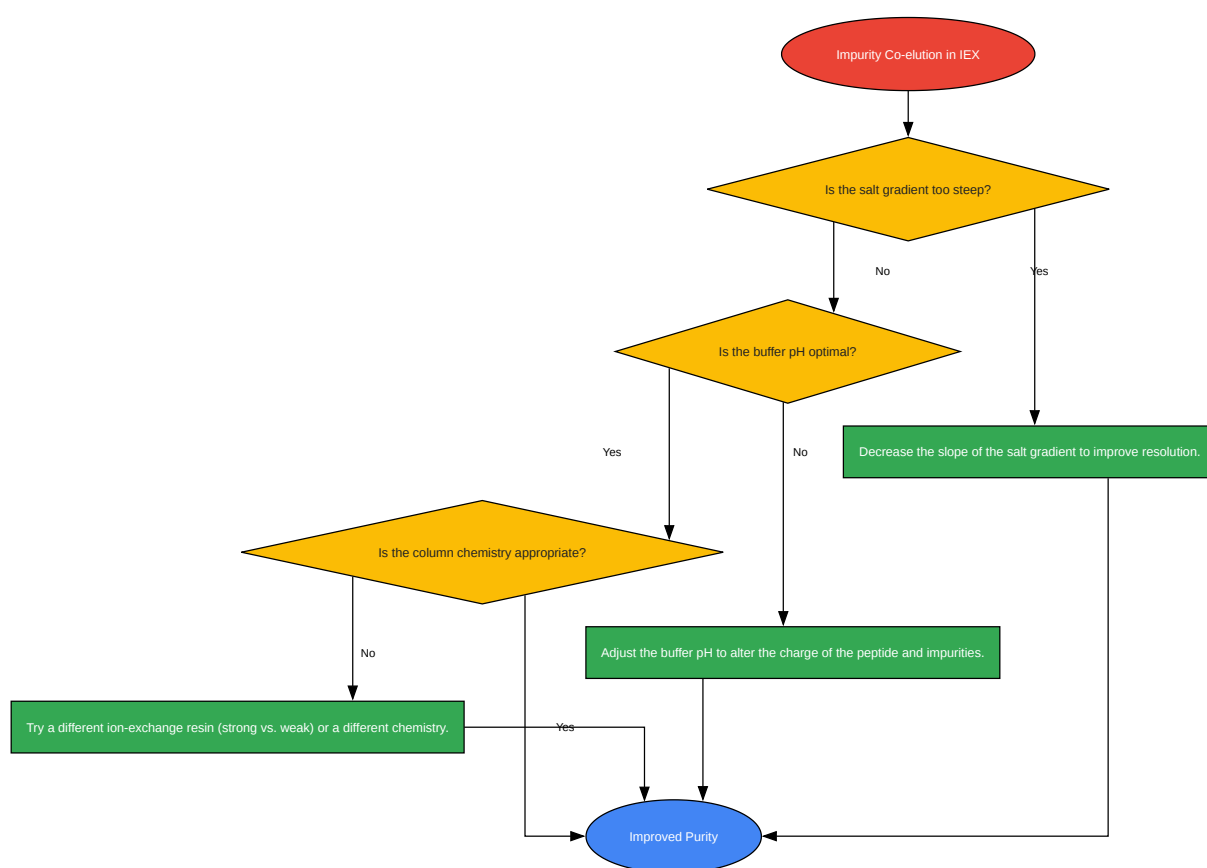 Impurity Co-elution in IEX
Is the salt gradient too steep?
No
Yes
Is the buffer pH optimal?
Yes
No
Decrease the slope of the salt gradient to improve resolution.
Is the column chemistry appropriate?
No
Adjust the buffer pH to alter the charge of the peptide and impurities.
Try a different ion-exchange resin (strong vs. weak) or a different chemistry.
Yes
Improved Purity